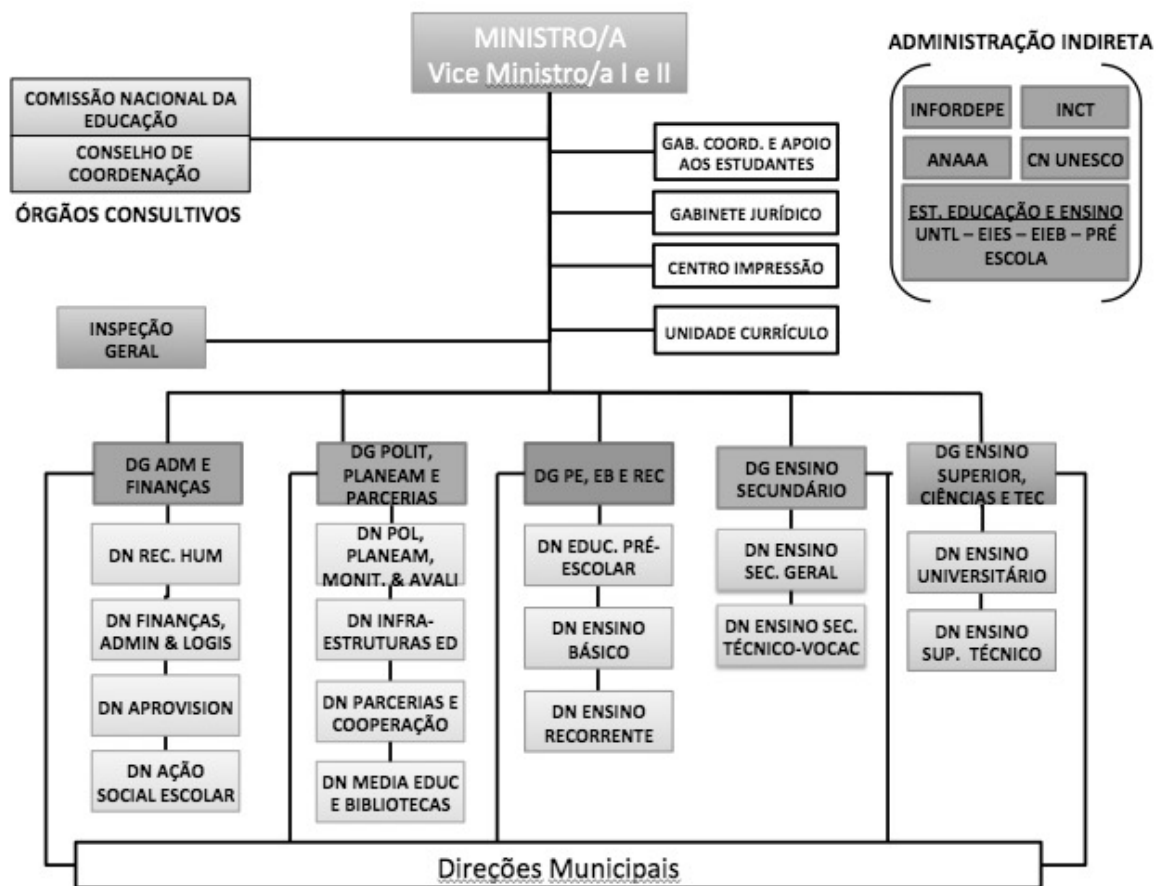 MINISTRO/A
Vice Ministro/a I e II
ADMINISTRAÇÃO INDIRETA
COMISSÃO NACIONAL DA
EDUCAÇÃO
CONSELHO DE
COORDENAÇÃO
ÓRGÃOS CONSULTIVOS
GAB. COORD. E APOIO
AOS ESTUDANTES
GABINETE JURÍDICO
CENTRO IMPRESSÃO
UNIDADE CURRÍCULO
INFORDEPE
INCT
ANAAA
CN UNESCO
EST. EDUCAÇÃO E ENSINO
UNTL – EIES – EIEB – PRÉ
ESCOLA
INSPEÇÃO
GERAL
DG ADM E
FINANÇAS
DN REC. HUM
DN FINANÇAS,
ADMIN & LOGIS
DN APROVISION
DN AÇÃO
SOCIAL ESCOLAR
DG POLIT,
PLANEAM E
PARCERIAS
DN POL,
PLANEAM,
MONIT. & AVALI
DN INFRA-
ESTRUTURAS ED
DN PARCERIAS E
COOPERAÇÃO
DN MEDIA EDUC
E BIBLIOTECAS
DG PE, EB E REC
DN EDUC. PRÉ-
ESCOLAR
DN ENSINO
BÁSICO
DN ENSINO
RECORRENTE
DG ENSINO
SECUNDÁRIO
DN ENSINO
SEC. GERAL
DN ENSINO SEC.
TÉCNICO-VOCAC
DG ENSINO
SUPERIOR,
CIÊNCIAS E TEC
DN ENSINO
UNIVERSITÁRIO
DN ENSINO
SUP. TÉCNICO
Direções Municipais